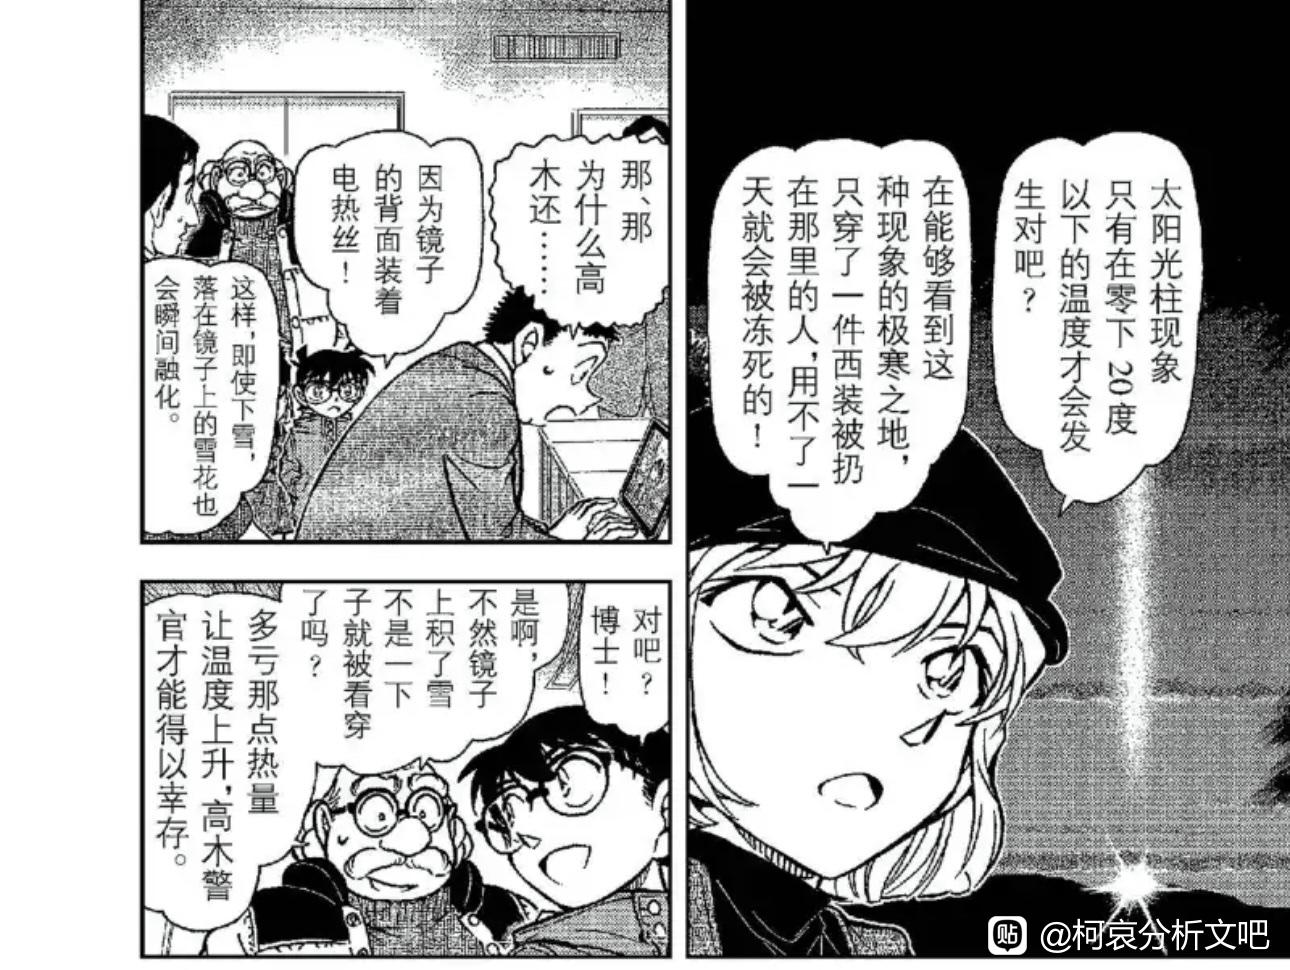 太阳光柱现象
只有在零下20度
以下的温度才会发
生对吧？
在能够看到这
种现象的极寒之地，
只穿了一件西装被扔
在那里的人，用不了一
天就会被冻死的！
那、那
为什么高
木还……
因为镜子
的背面装着
电热丝！
这样，即使下雪，
落在镜子上的雪花也
会瞬间融化。
对吧？
博士！
是啊，
不然镜子
上积了雪
不是一下
子就被看穿
了吗？
多亏那点热量
让温度上升，高木警
官才能得以幸存。
贴 @柯哀分析文吧